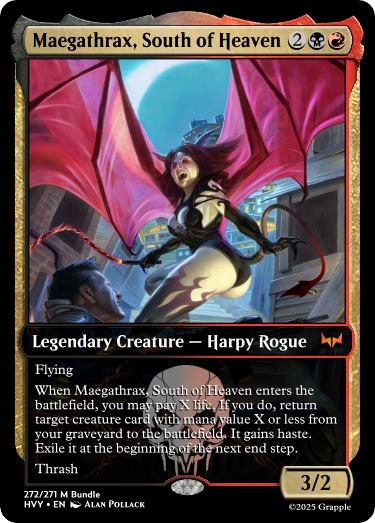 Maegathrax, South of Heaven 2
Legendary Creature — Harpy Rogue
Flying
When Maegathrax, South of Heaven enters the
battlefield, you may pay X life. If you do, return
target creature card with mana value X or less from
your graveyard to the battlefield. It gains haste.
Exile it at the beginning of the next end step.
Thrash
3/2
272/271 M Bundle
HVY • EN Alan Pollack
©2025 Grapple